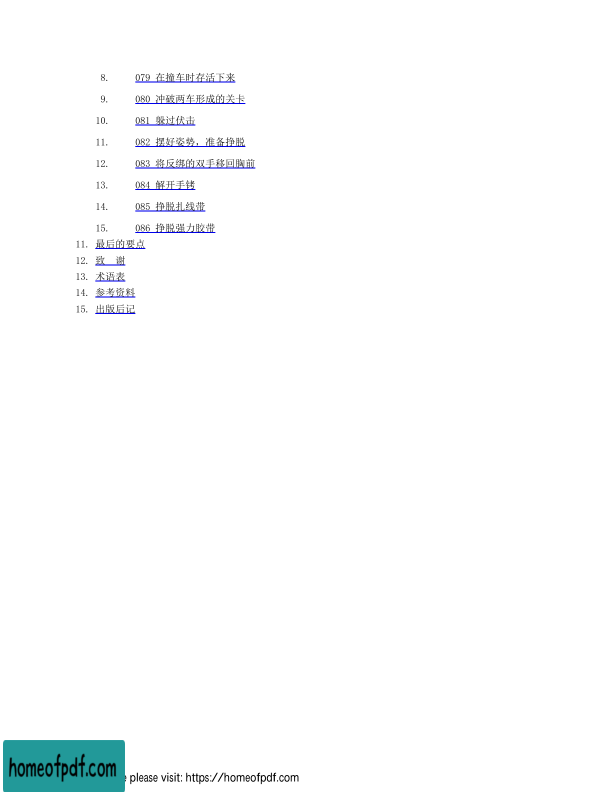 8. 079 在撞车时存活下来
9. 080 冲破两车形成的关卡
10. 081 躲过伏击
11. 082 摆好姿势，准备挣脱
12. 083 将反绑的双手移回胸前
13. 084 解开手铐
14. 085 挣脱扎线带
15. 086 挣脱强力胶带
11. 最后的要点
12. 致　谢
13. 术语表
14. 参考资料
15. 出版后记
homeofpdf.com
e please visit: https://homeofpdf.com